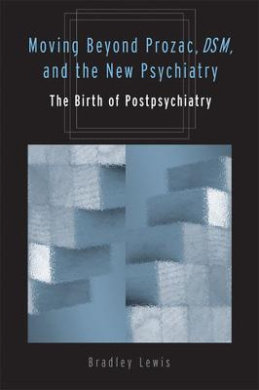 Moving Beyond Prozac, DSM,
and the New Psychiatry
The Birth of Postpsychiatry
Bradley Lewis